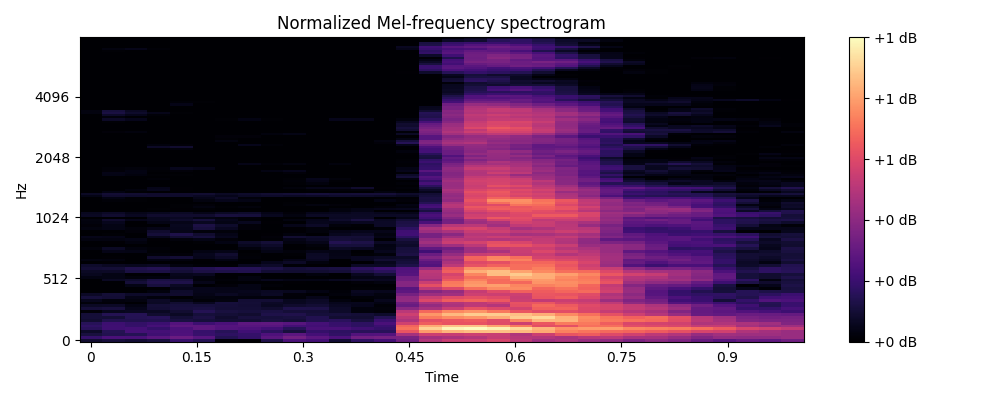 Normalized Mel-frequency spectrogram
Hz
4096
2048
1024
512
0
0 0.15 0.3 0.45 0.6 0.75 0.9
Time
+1 dB
+1 dB
+1 dB
+0 dB
+0 dB
+0 dB